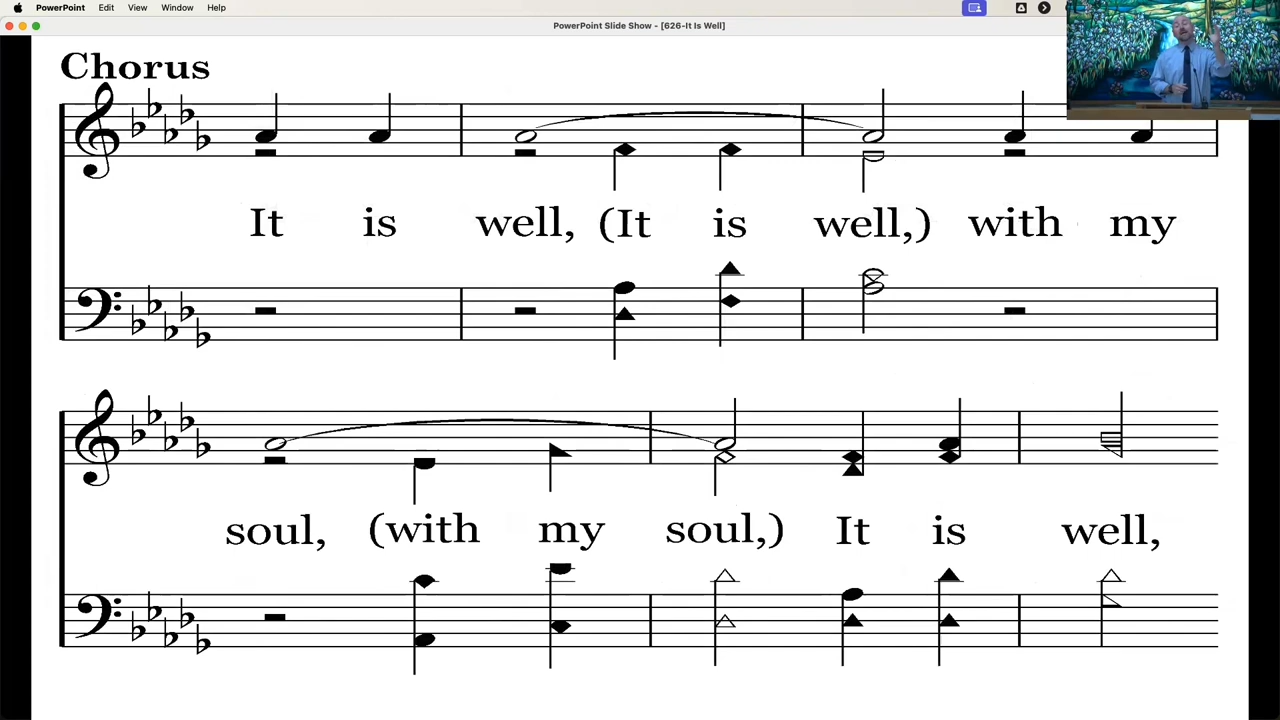 PowerPoint Edit View Window Help
PowerPoint Slide Show - [626-It Is Well]
Chorus
It is well, (It is well,) with my
soul, (with my soul,) It is well,